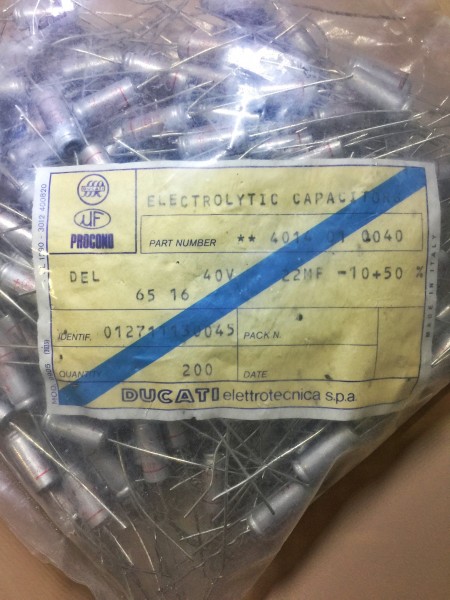 ELECTROLYTIC CAPACITORS
PROCOND
PART NUMBER ** 4014 01 0040
DEL 40V 22MF -10+50 %
65 16
IDENTIF. 012711130045 PACK N.
QUANTITY 200 DATE
DUCATI elettrotecnica s.p.a.
MADE IN ITALY